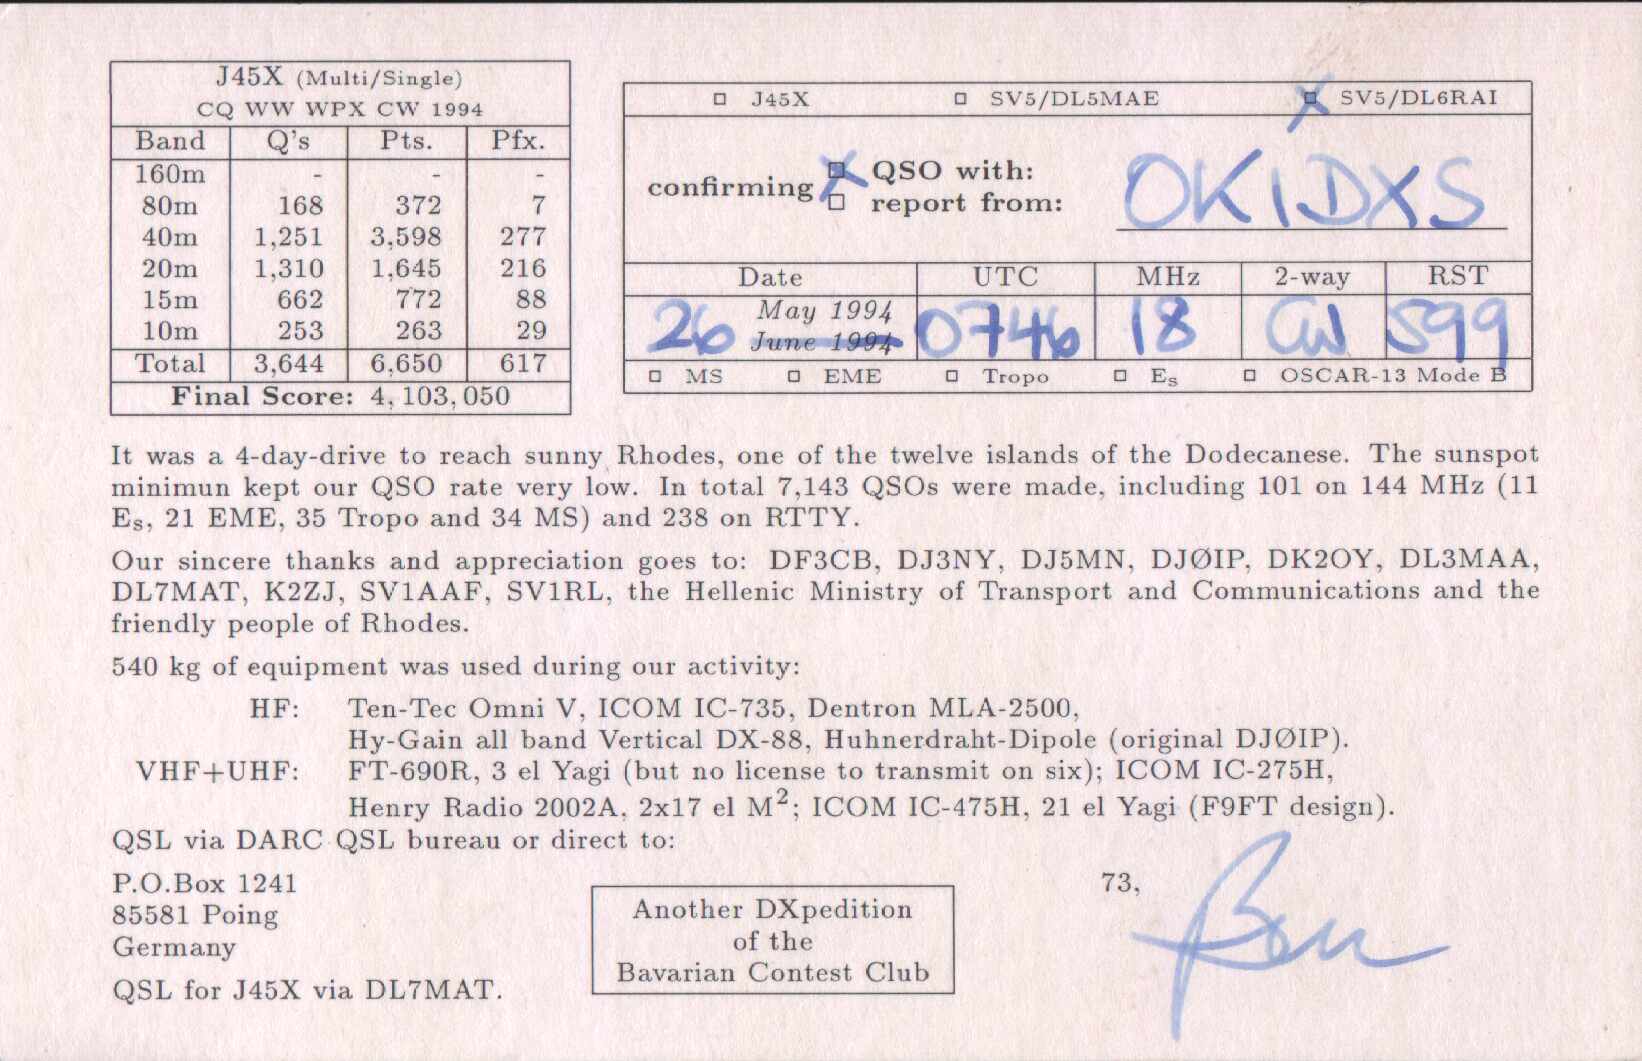 J45X (Multi/Single)
CQ WW WPX CW 1994
Band Q's Pts. Pfx.
160m - - -
80m 168 372 7
40m 1,251 3,598 277
20m 1,310 1,645 216
15m 662 772 88
10m 253 263 29
Total 3,644 6,650 617
Final Score: 4,103,050
□ J45X □ SV5/DL5MAE ☒ SV5/DL6RAI
confirming ☒ QSO with: OK1DXS
□ report from:
Date UTC MHz 2-way RST
26 May 1994 0746 18 CW 599
June 1994
□ MS □ EME □ Tropo □ Es □ OSCAR-13 Mode B
It was a 4-day-drive to reach sunny Rhodes, one of the twelve islands of the Dodecanese. The sunspot
minimun kept our QSO rate very low. In total 7,143 QSOs were made, including 101 on 144 MHz (11
Es, 21 EME, 35 Tropo and 34 MS) and 238 on RTTY.
Our sincere thanks and appreciation goes to: DF3CB, DJ3NY, DJ5MN, DJØIP, DK2OY, DL3MAA,
DL7MAT, K2ZJ, SV1AAF, SV1RL, the Hellenic Ministry of Transport and Communications and the
friendly people of Rhodes.
540 kg of equipment was used during our activity:
HF: Ten-Tec Omni V, ICOM IC-735, Dentron MLA-2500,
Hy-Gain all band Vertical DX-88, Huhnerdraht-Dipole (original DJØIP).
VHF+UHF: FT-690R, 3 el Yagi (but no license to transmit on six); ICOM IC-275H,
Henry Radio 2002A, 2x17 el M²; ICOM IC-475H, 21 el Yagi (F9FT design).
QSL via DARC QSL bureau or direct to:
P.O.Box 1241
85581 Poing
Germany
QSL for J45X via DL7MAT.
Another DXpedition
of the
Bavarian Contest Club
73,